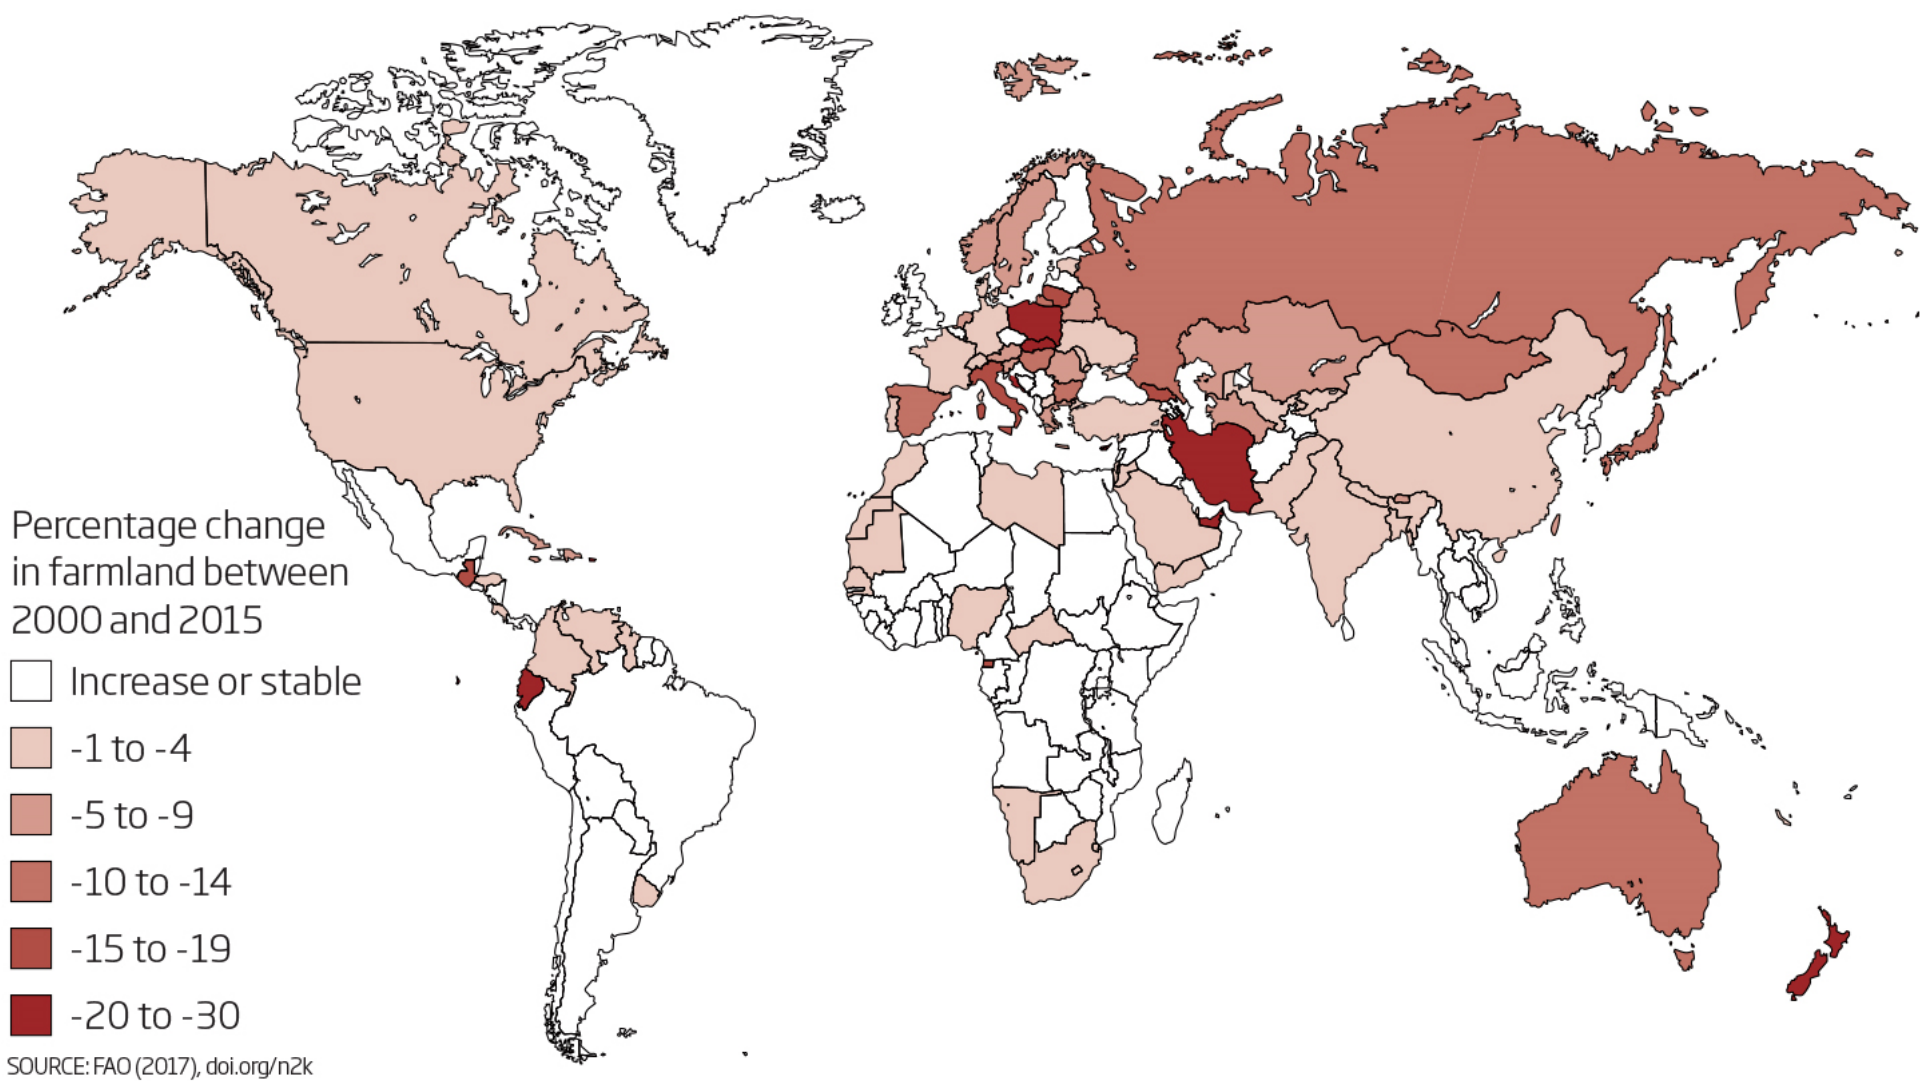 Percentage change
in farmland between
2000 and 2015
Increase or stable
-1 to -4
-5 to -9
-10 to -14
-15 to -19
-20 to -30
SOURCE: FAO (2017), doi.org/n2k